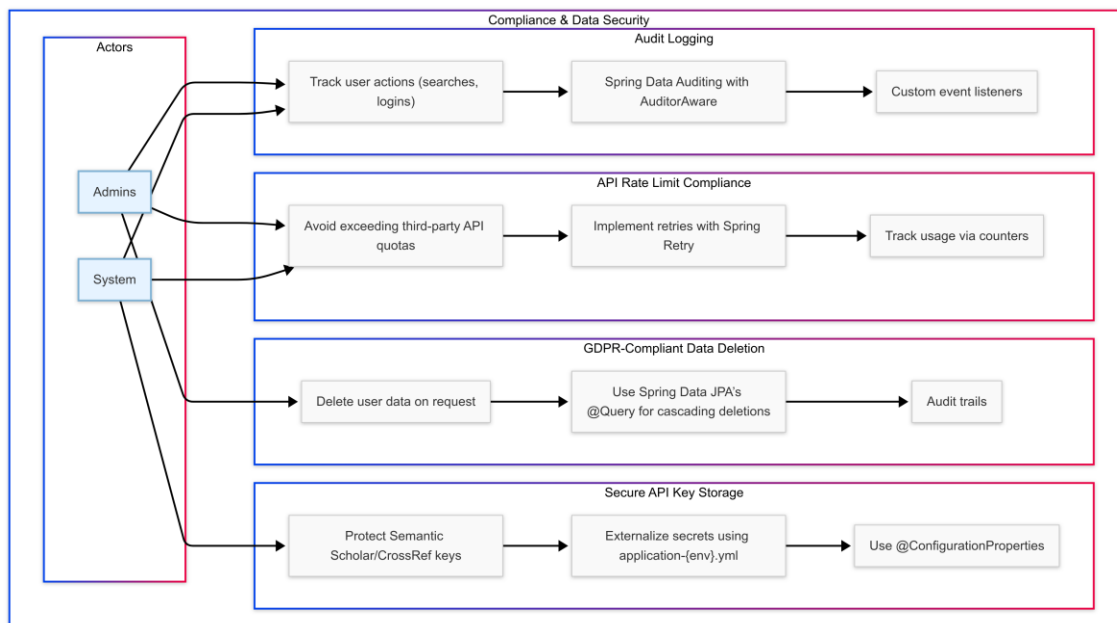 Compliance & Data Security
Actors
Admins
System
Audit Logging
Track user actions (searches,
logins)
Spring Data Auditing with
AuditorAware
Custom event listeners
API Rate Limit Compliance
Avoid exceeding third-party API
quotas
Implement retries with Spring
Retry
Track usage via counters
GDPR-Compliant Data Deletion
Delete user data on request
Use Spring Data JPA's
@Query for cascading deletions
Audit trails
Secure API Key Storage
Protect Semantic
Scholar/CrossRef keys
Externalize secrets using
application-{env}.yml
Use @ConfigurationProperties